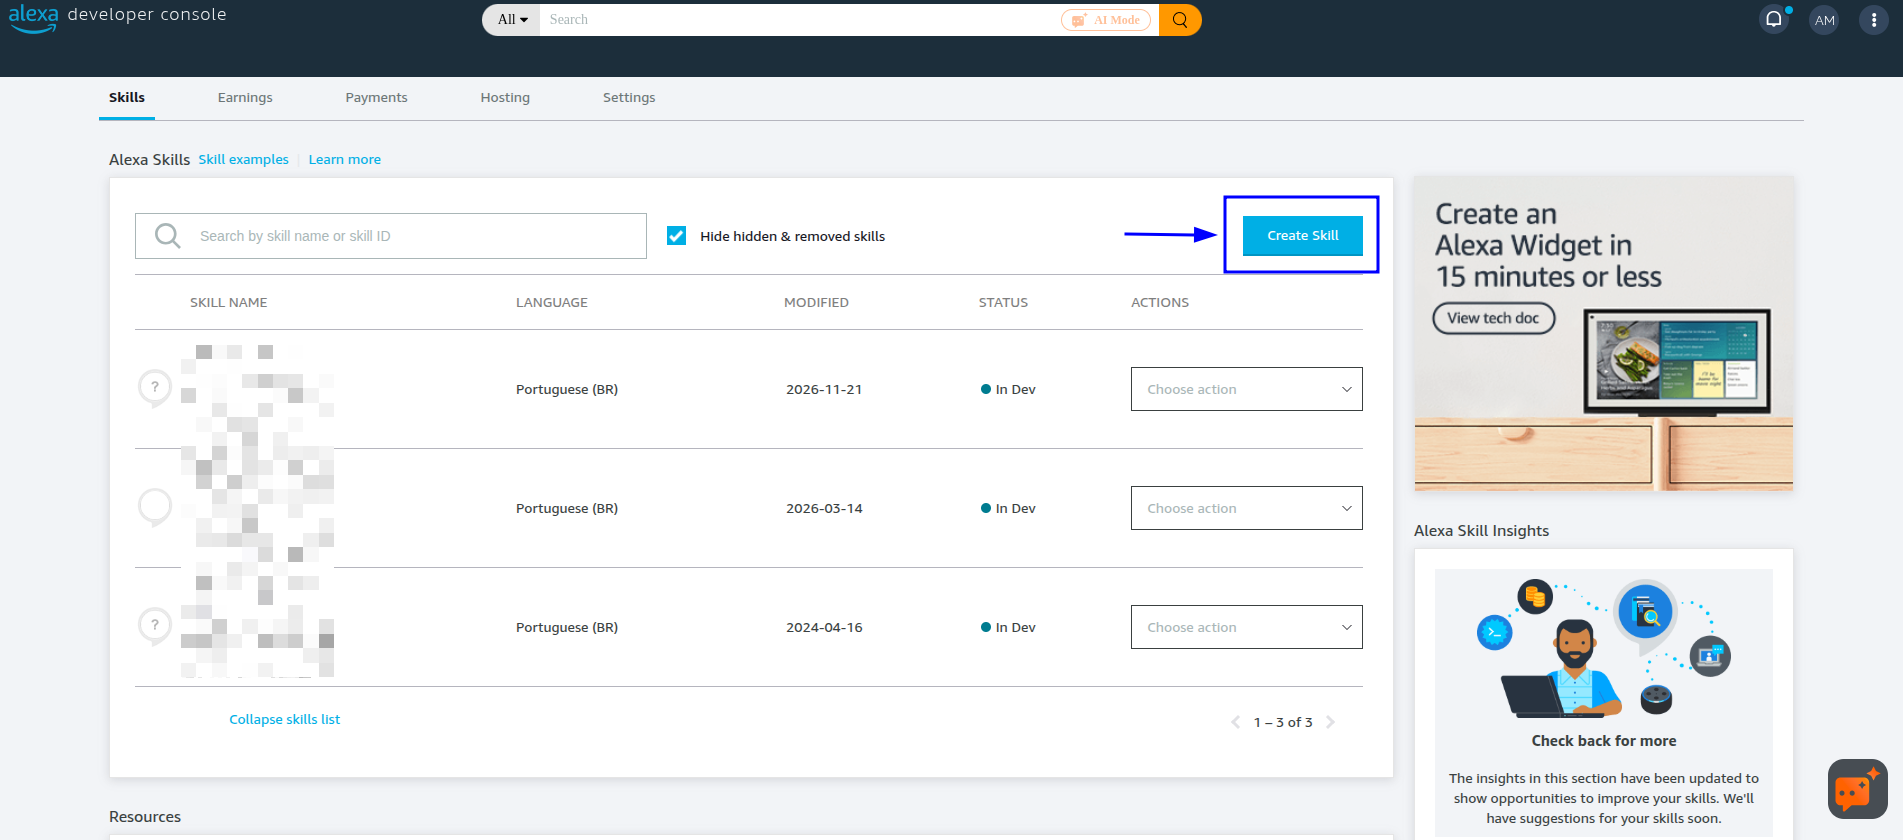 alexa developer console
All
Search
AI Mode
AM
Skills
Earnings
Payments
Hosting
Settings
Alexa Skills
Skill examples
Learn more
Search by skill name or skill ID
Hide hidden & removed skills
Create Skill
SKILL NAME
LANGUAGE
MODIFIED
STATUS
ACTIONS
?
Portuguese (BR)
2026-11-21
In Dev
Choose action
Portuguese (BR)
2026-03-14
In Dev
Choose action
?
Portuguese (BR)
2024-04-16
In Dev
Choose action
Collapse skills list
1 – 3 of 3
Resources
Create an
Alexa Widget in
15 minutes or less
View tech doc
Alexa Skill Insights
Check back for more
The insights in this section have been updated to
show opportunities to improve your skills. We'll
have suggestions for your skills soon.